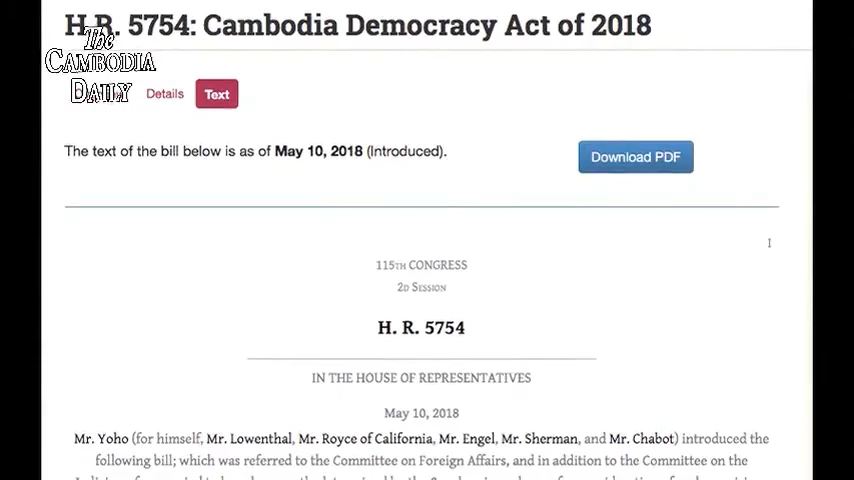 H.R. 5754: Cambodia Democracy Act of 2018
The
CAMBODIA
DAILY
Details
Text
The text of the bill below is as of May 10, 2018 (Introduced).
Download PDF
I
115TH CONGRESS
2D SESSION
H. R. 5754
IN THE HOUSE OF REPRESENTATIVES
May 10, 2018
Mr. Yoho (for himself, Mr. Lowenthal, Mr. Royce of California, Mr. Engel, Mr. Sherman, and Mr. Chabot) introduced the
following bill; which was referred to the Committee on Foreign Affairs, and in addition to the Committee on the